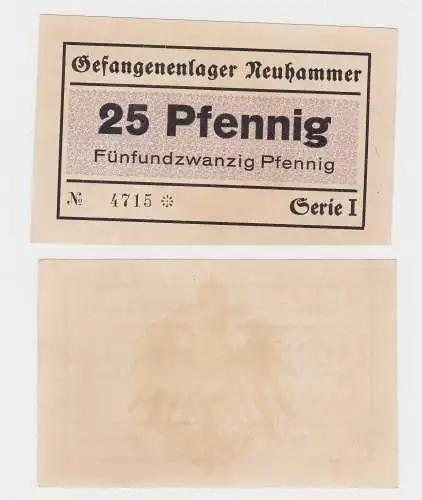 Gefangenenlager Neuhammer
25 Pfennig
Fünfundzwanzig Pfennig
№ 4715 ❊ Serie I